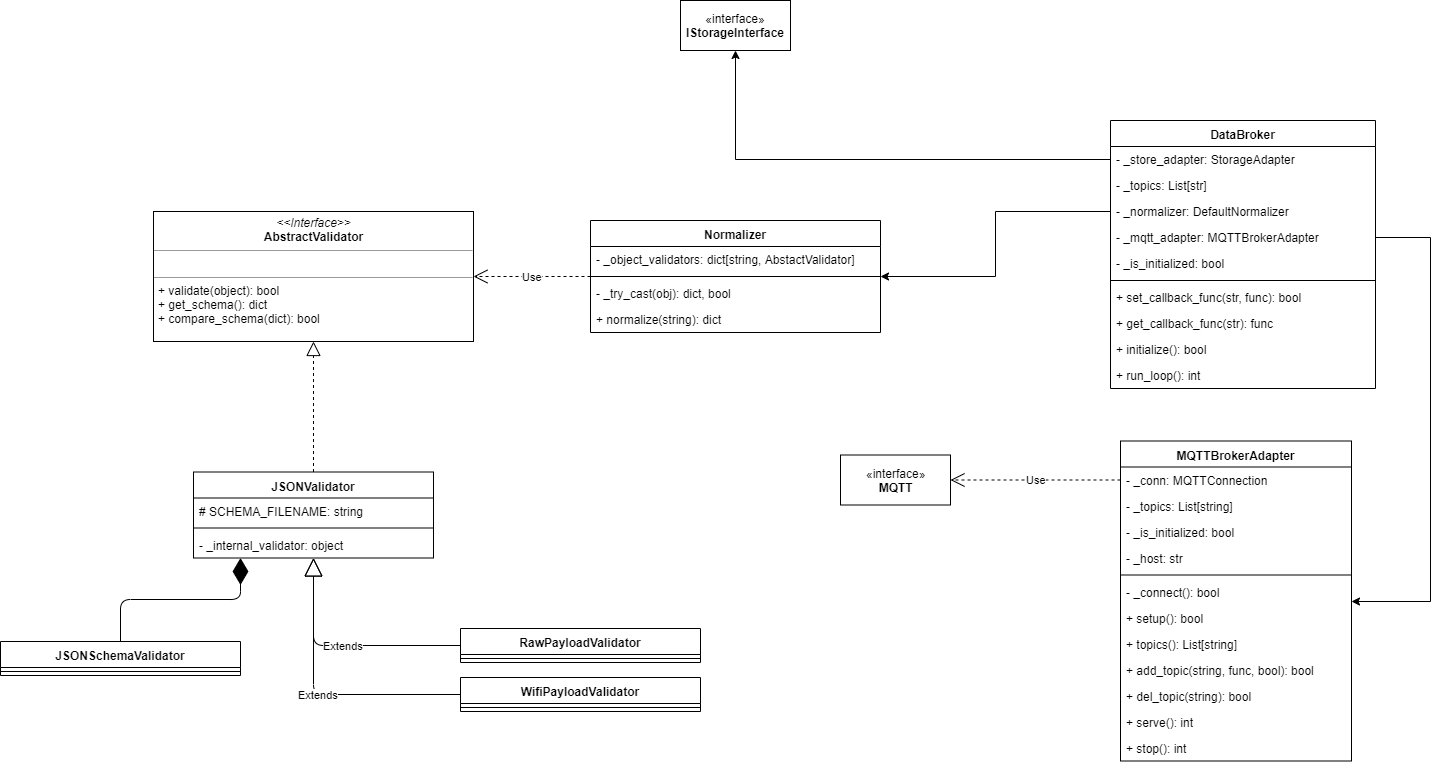 «interface»
IStorageInterface
DataBroker
- _store_adapter: StorageAdapter
- _topics: List[str]
- _normalizer: DefaultNormalizer
- _mqtt_adapter: MQTTBrokerAdapter
- _is_initialized: bool
+ set_callback_func(str, func): bool
+ get_callback_func(str): func
+ initialize(): bool
+ run_loop(): int
<<Interface>>
AbstractValidator
+ validate(object): bool
+ get_schema(): dict
+ compare_schema(dict): bool
Use
Normalizer
- _object_validators: dict[string, AbstactValidator]
- _try_cast(obj): dict, bool
+ normalize(string): dict
«interface»
MQTT
Use
MQTTBrokerAdapter
- _conn: MQTTConnection
- _topics: List[string]
- _is_initialized: bool
- _host: str
- _connect(): bool
+ setup(): bool
+ topics(): List[string]
+ add_topic(string, func, bool): bool
+ del_topic(string): bool
+ serve(): int
+ stop(): int
JSONValidator
# SCHEMA_FILENAME: string
- _internal_validator: object
JSONSchemaValidator
Extends
RawPayloadValidator
Extends
WifiPayloadValidator